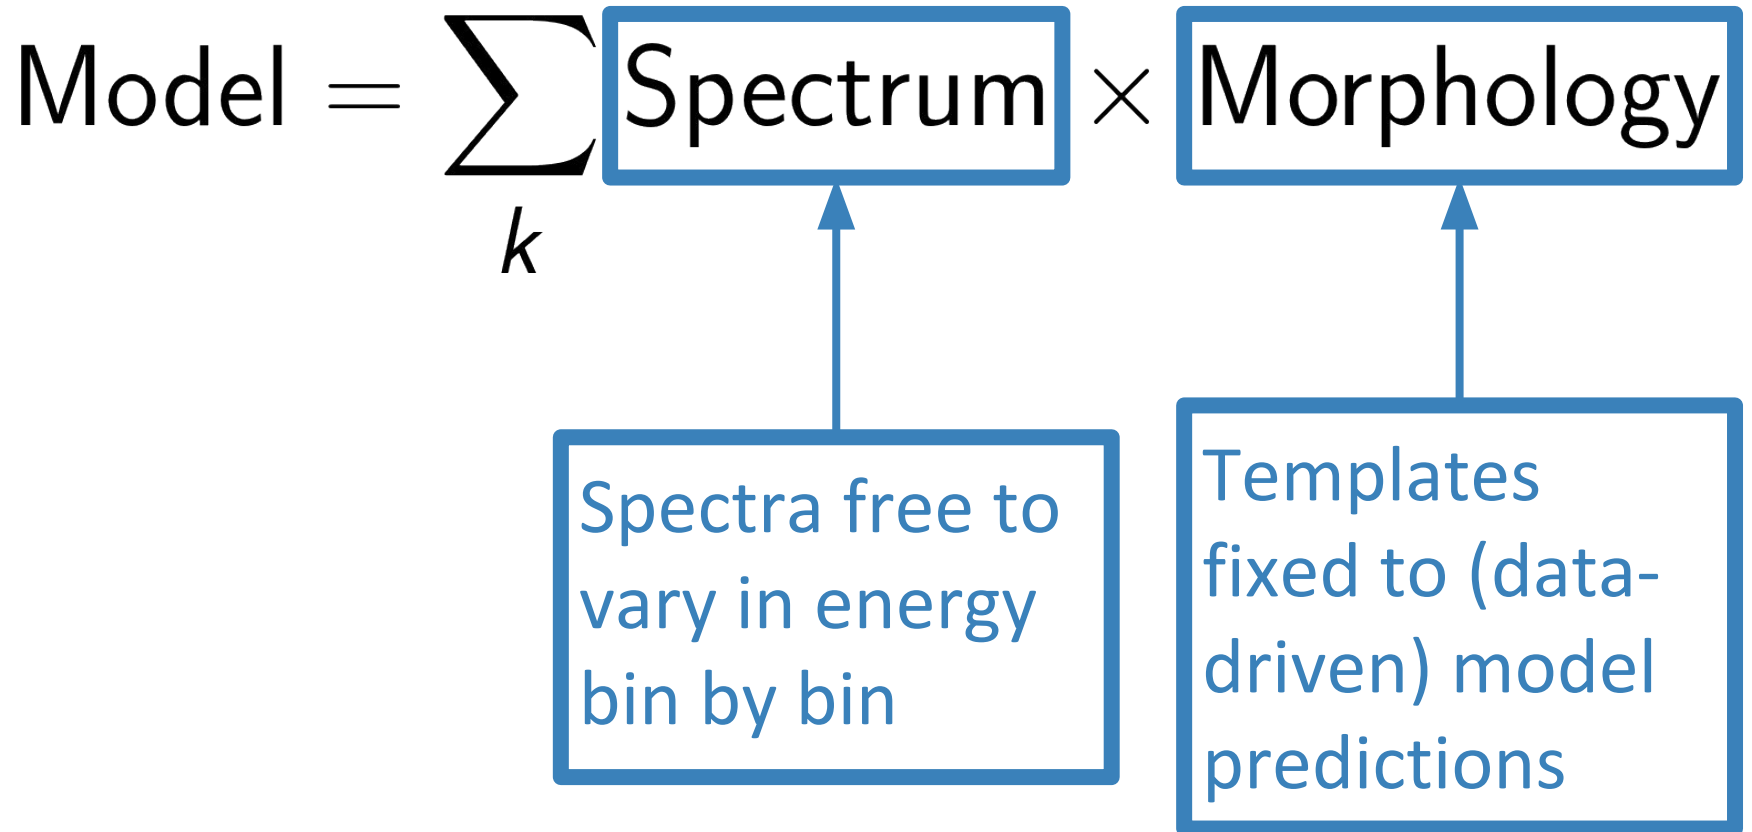 Model = ∑ Spectrum × Morphology
k
Spectra free to
vary in energy
bin by bin
Templates
fixed to (data-
driven) model
predictions